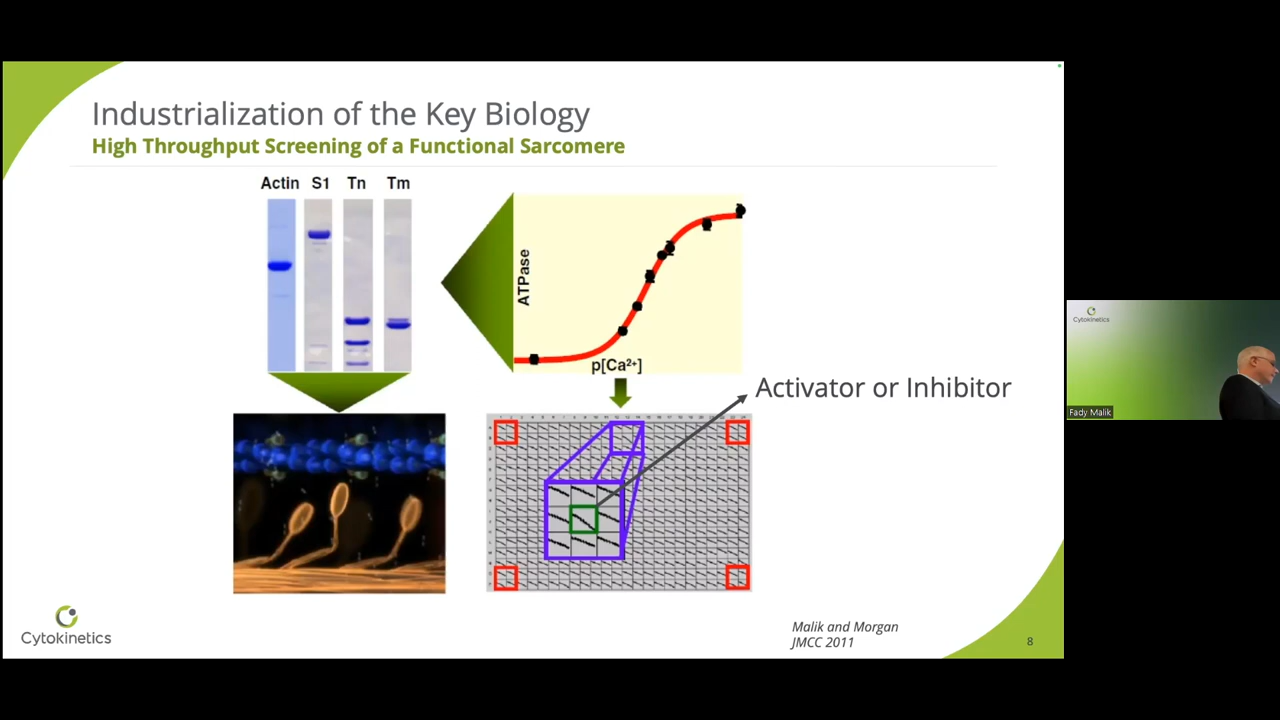 Industrialization of the Key Biology
High Throughput Screening of a Functional Sarcomere
Actin S1 Tn Tm
ATPase
p[Ca²⁺]
Activator or Inhibitor
Cytokinetics
Fady Malik
Malik and Morgan
JMCC 2011
Cytokinetics
8